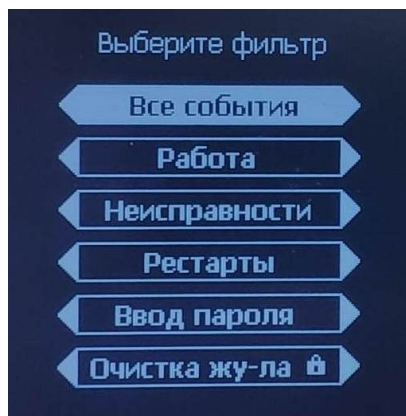 Выберите фильтр
Все события
Работа
Неисправности
Рестарты
Ввод пароля
Очистка жу-ла